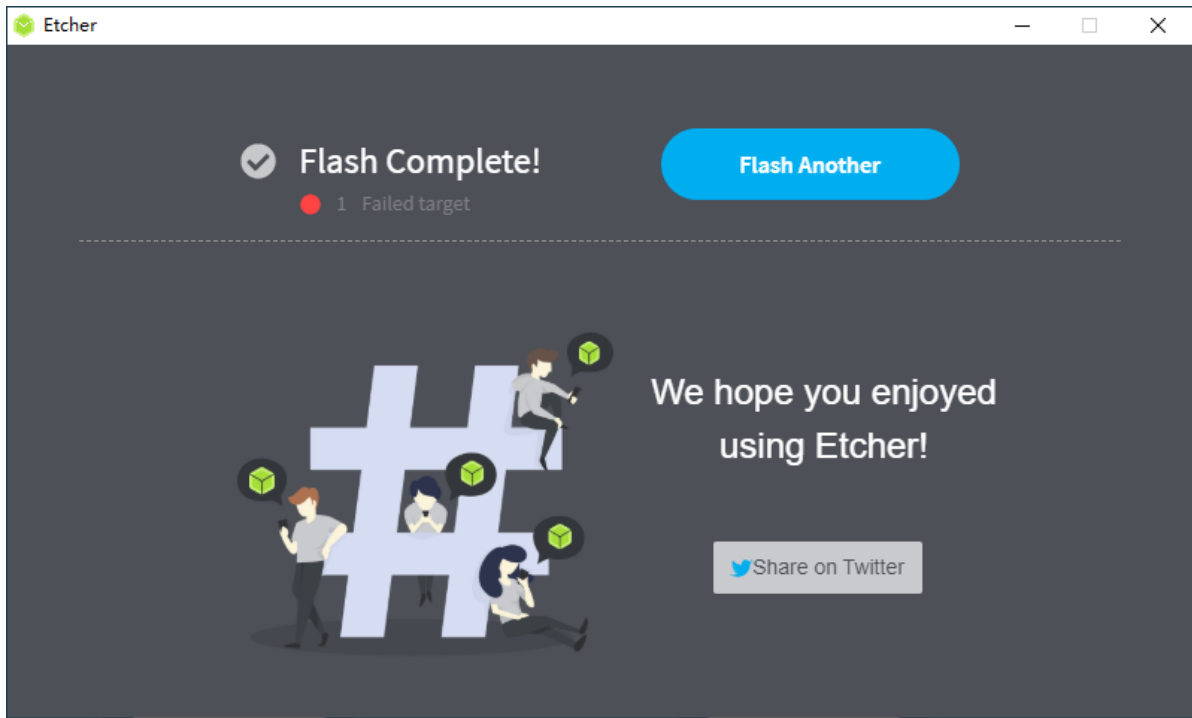 Etcher
Flash Complete!
Flash Another
1 Failed target
We hope you enjoyed
using Etcher!
Share on Twitter